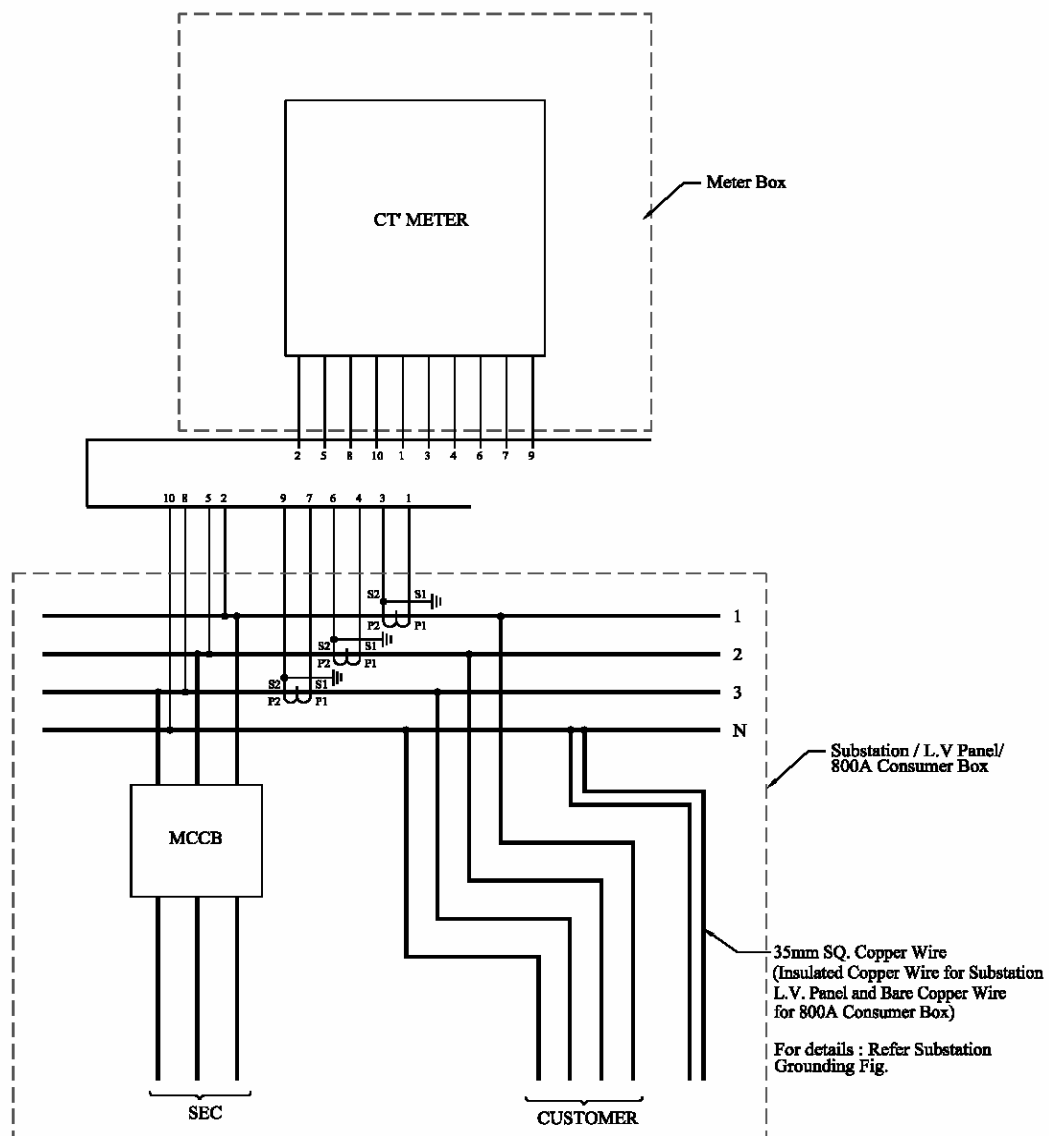 Meter Box
CT' METER
2 5 8 10 1 3 4 6 7 9
10 8 5 2 9 7 6 4 3 1
S2 S1
P2 P1
1
S2 S1
P2 P1
2
S2 S1
P2 P1
3
N
Substation / L.V Panel/
800A Consumer Box
MCCB
35mm SQ. Copper Wire
(Insulated Copper Wire for Substation
L.V. Panel and Bare Copper Wire
for 800A Consumer Box)
For details : Refer Substation
Grounding Fig.
SEC
CUSTOMER